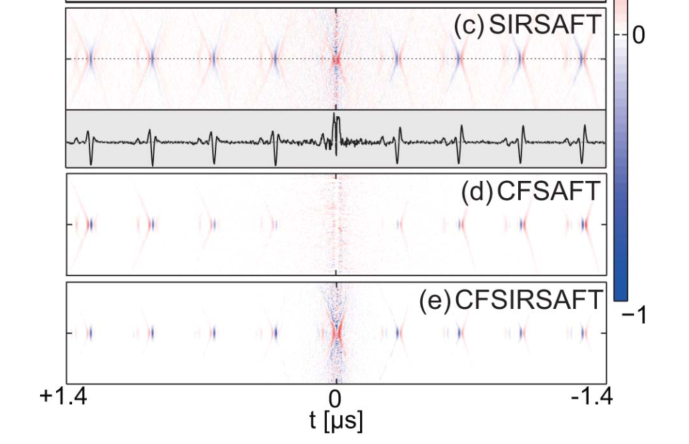 (c) SIRSAFT
0
(d) CFSAFT
(e) CFSIRSAFT
−1
+1.4 0 -1.4
t [µs]